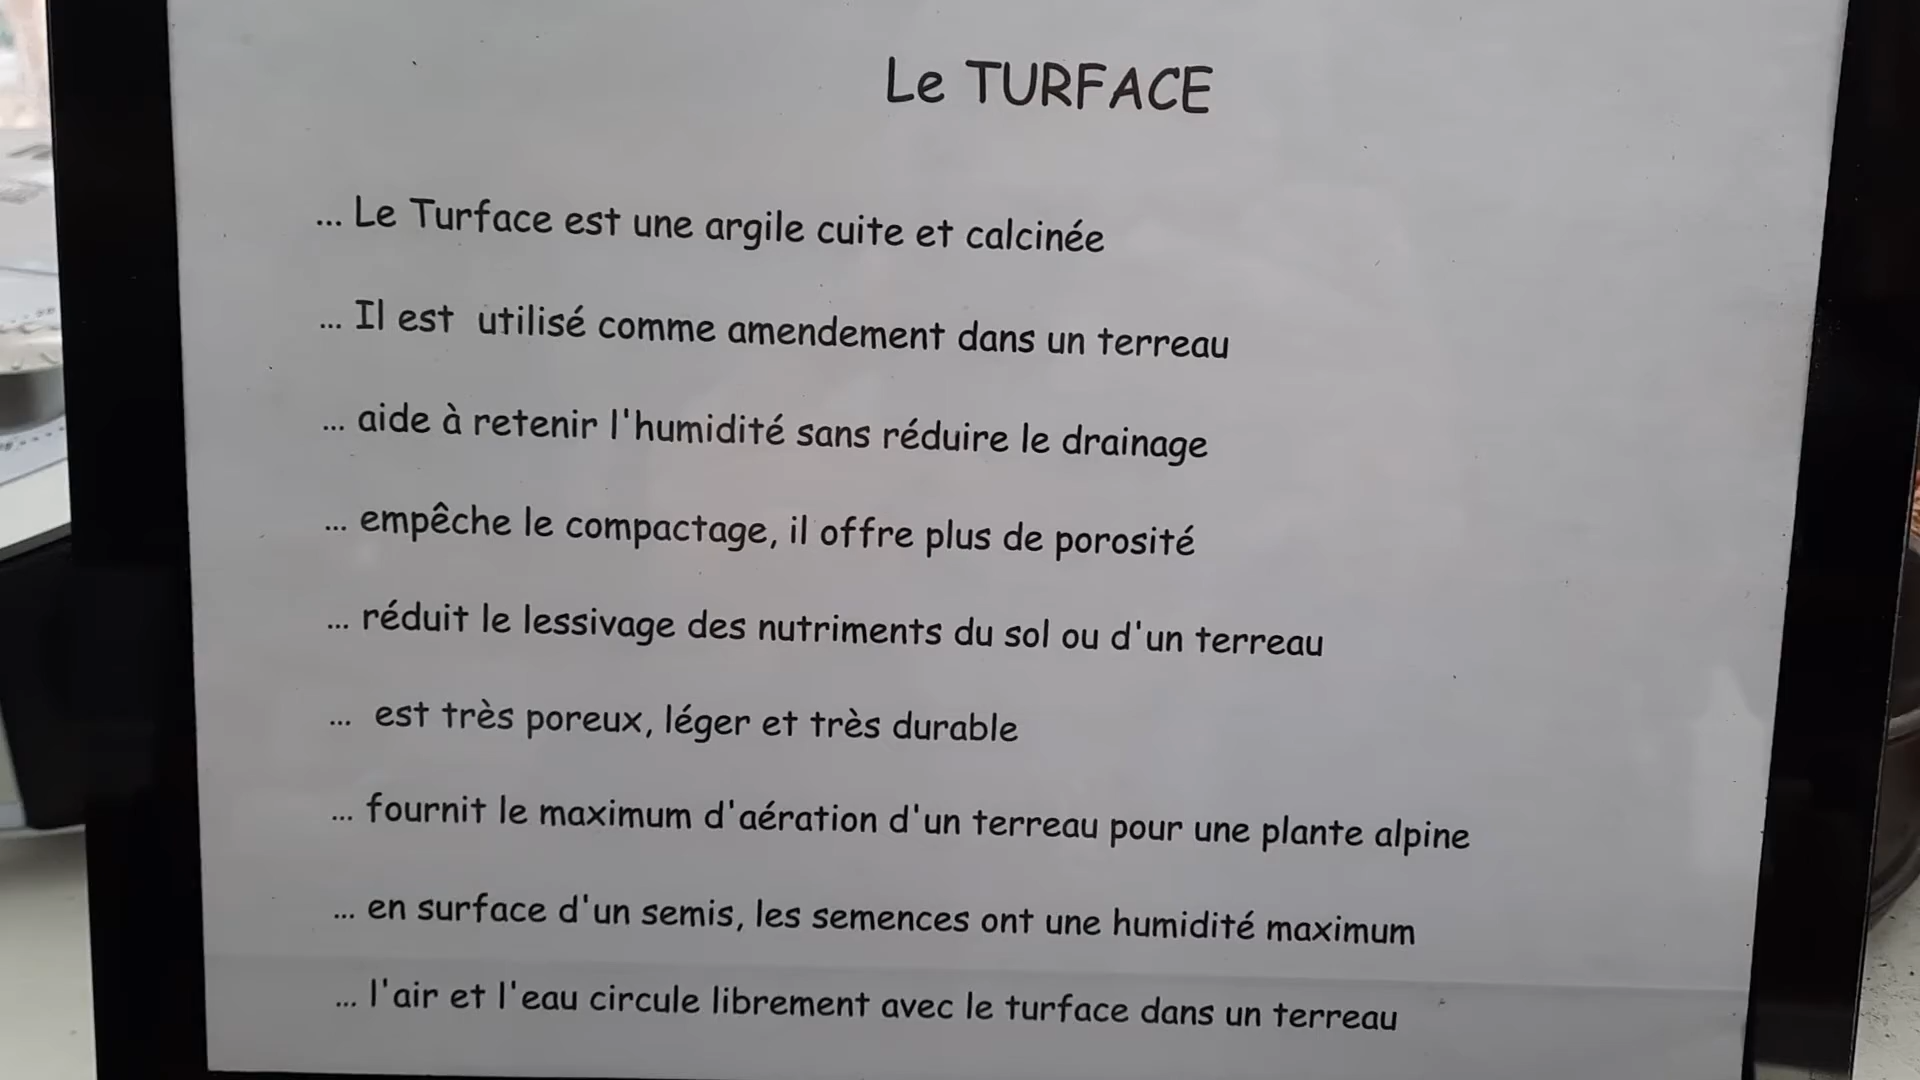 Le TURFACE
... Le Turface est une argile cuite et calcinée
... Il est utilisé comme amendement dans un terreau
... aide à retenir l'humidité sans réduire le drainage
... empêche le compactage, il offre plus de porosité
... réduit le lessivage des nutriments du sol ou d'un terreau
... est très poreux, léger et très durable
... fournit le maximum d'aération d'un terreau pour une plante alpine
... en surface d'un semis, les semences ont une humidité maximum
... l'air et l'eau circule librement avec le turface dans un terreau